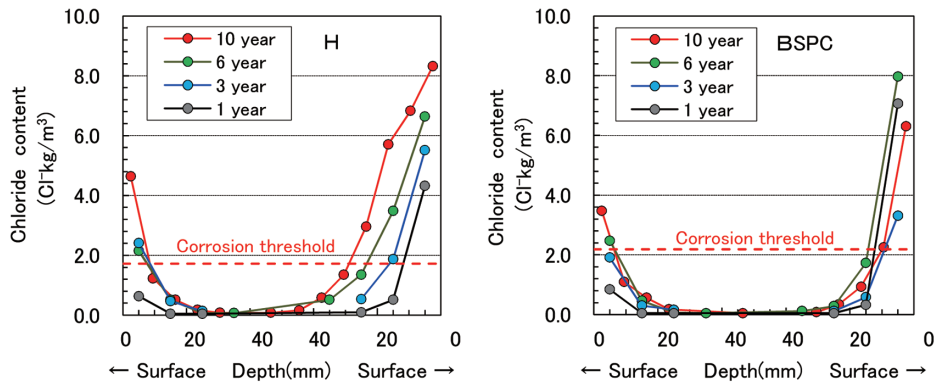 H
10 year
6 year
3 year
1 year
Corrosion threshold
Chloride content
(Cl⁻kg/m³)
10.0
8.0
6.0
4.0
2.0
0.0
0 20 40 40 20 0
← Surface Depth(mm) Surface →
BSPC
10 year
6 year
3 year
1 year
Corrosion threshold
Chloride content
(Cl⁻kg/m³)
10.0
8.0
6.0
4.0
2.0
0.0
0 20 40 40 20 0
← Surface Depth(mm) Surface →